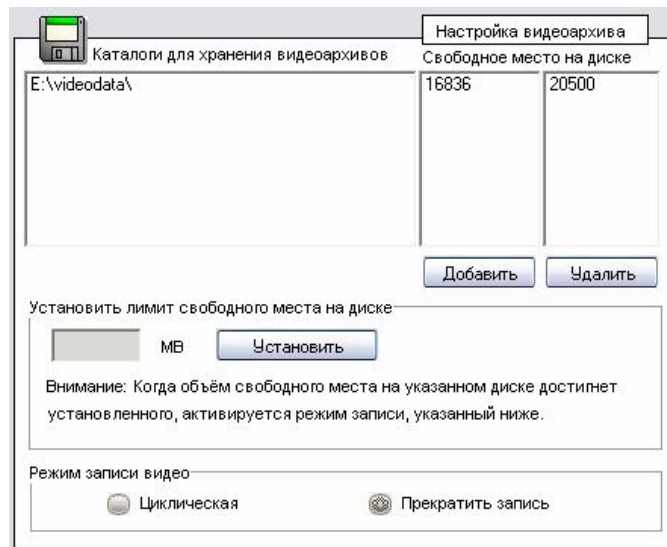 Настройка видеоархива
Каталоги для хранения видеоархивов
Свободное место на диске
E:\videodata\
16836
20500
Добавить
Удалить
Установить лимит свободного места на диске
MB
Установить
Внимание: Когда объём свободного места на указанном диске достигнет
установленного, активируется режим записи, указанный ниже.
Режим записи видео
Циклическая
Прекратить запись